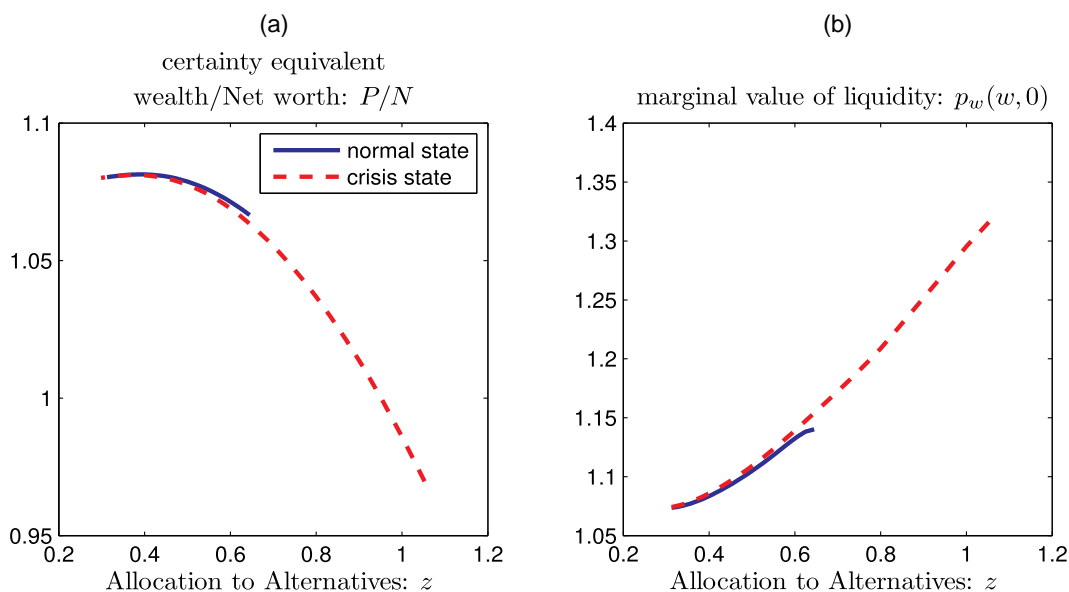 (a)
certainty equivalent
wealth/Net worth: P/N
1.1
1.05
1
0.95
normal state
crisis state
0.2 0.4 0.6 0.8 1 1.2
Allocation to Alternatives: z
(b)
marginal value of liquidity: p_w(w, 0)
1.4
1.35
1.3
1.25
1.2
1.15
1.1
1.05
0.2 0.4 0.6 0.8 1 1.2
Allocation to Alternatives: z